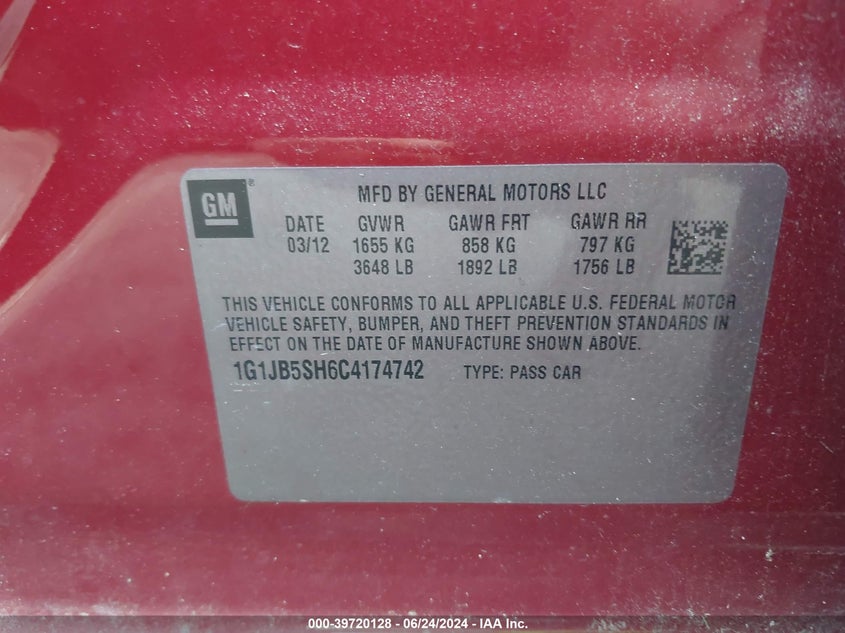 GM
MFD BY GENERAL MOTORS LLC
DATE GVWR GAWR FRT GAWR RR
03/12 1655 KG 858 KG 797 KG
3648 LB 1892 LB 1756 LB
THIS VEHICLE CONFORMS TO ALL APPLICABLE U.S. FEDERAL MOTOR
VEHICLE SAFETY, BUMPER, AND THEFT PREVENTION STANDARDS IN
EFFECT ON THE DATE OF MANUFACTURE SHOWN ABOVE.
1G1JB5SH6C4174742 TYPE: PASS CAR
000-39720128 - 06/24/2024 - IAA Inc.